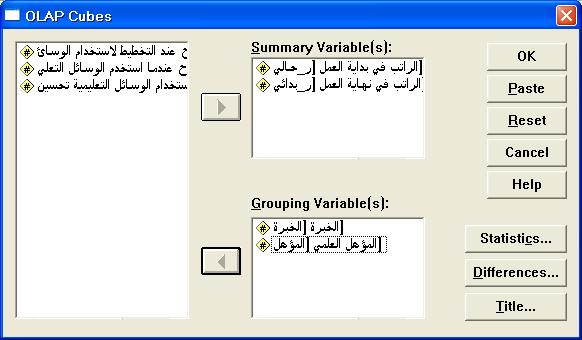 OLAP Cubes
ح عند التخطيط لاستخدام الوسائ
ح عندما استخدم الوسائل التعلي
ستخدام الوسائل التعليمية تحسين
Summary Variable(s):
الراتب في بداية العمل [ر_حالي
الراتب في نهاية العمل [ر_بدائي
Grouping Variable(s):
الخبرة [الخبرة]
المؤهل العلمي [المؤهل]
OK
Paste
Reset
Cancel
Help
Statistics...
Differences...
Title...